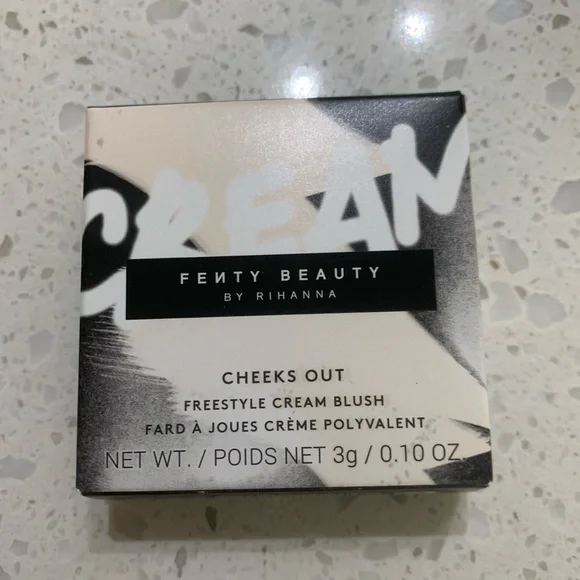 CREAM
FEИTY BEAUTY
BY RIHANNA
CHEEKS OUT
FREESTYLE CREAM BLUSH
FARD À JOUES CRÈME POLYVALENT
NET WT. / POIDS NET 3g / 0.10 OZ.